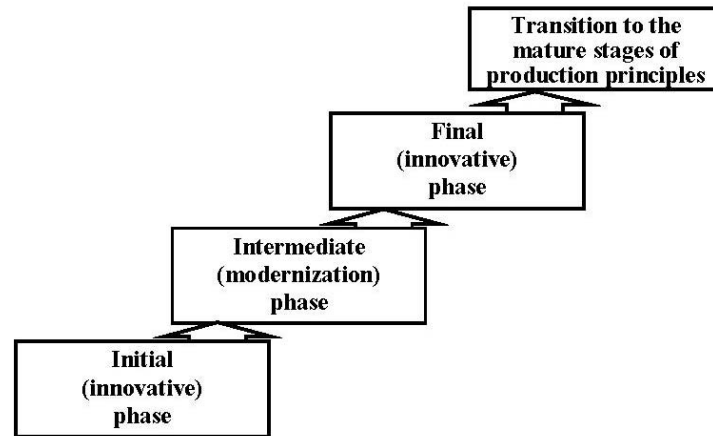 Transition to the
mature stages of
production principles
Final
(innovative)
phase
Intermediate
(modernization)
phase
Initial
(innovative)
phase